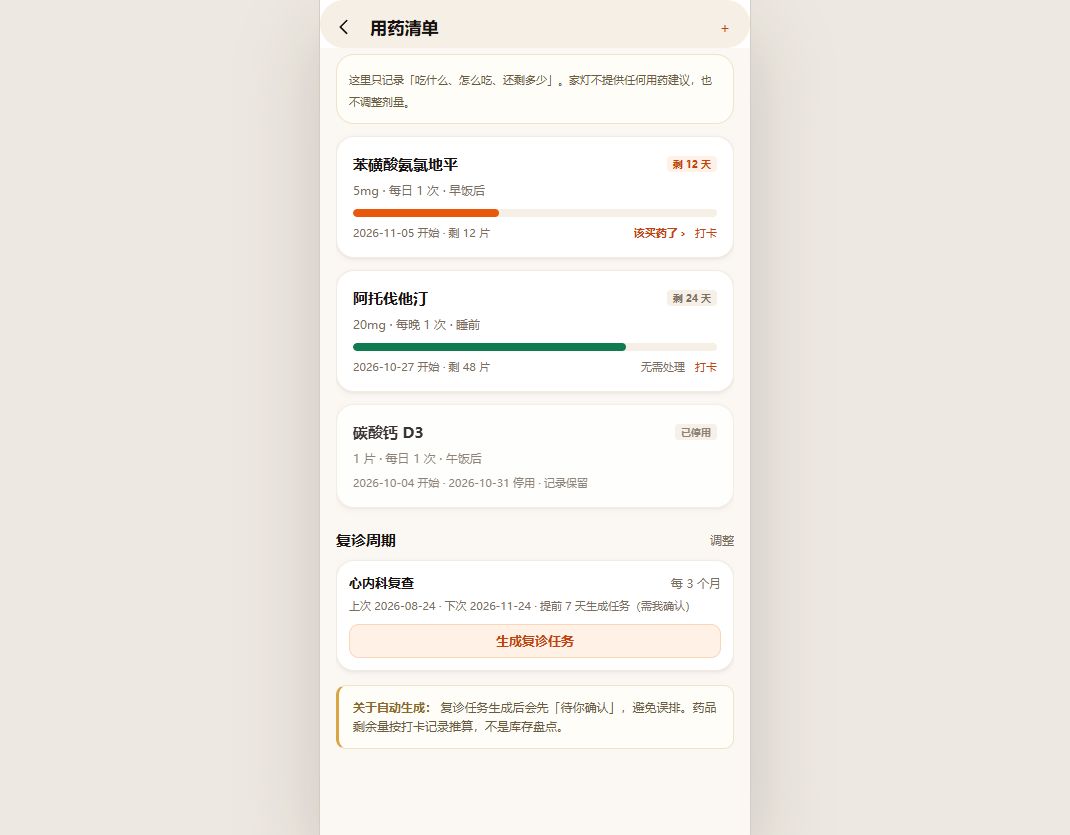 用药清单
+
这里只记录「吃什么、怎么吃、还剩多少」。家灯不提供任何用药建议，也
不调整剂量。
苯磺酸氨氯地平
剩 12 天
5mg · 每日 1 次 · 早饭后
2026-11-05 开始 · 剩 12 片
该买药了 › 打卡
阿托伐他汀
剩 24 天
20mg · 每晚 1 次 · 睡前
2026-10-27 开始 · 剩 48 片
无需处理 打卡
碳酸钙 D3
已停用
1 片 · 每日 1 次 · 午饭后
2026-10-04 开始 · 2026-10-31 停用 · 记录保留
复诊周期
调整
心内科复查
每 3 个月
上次 2026-08-24 · 下次 2026-11-24 · 提前 7 天生成任务（需我确认）
生成复诊任务
关于自动生成： 复诊任务生成后会先「待你确认」，避免误排。药品
剩余量按打卡记录推算，不是库存盘点。